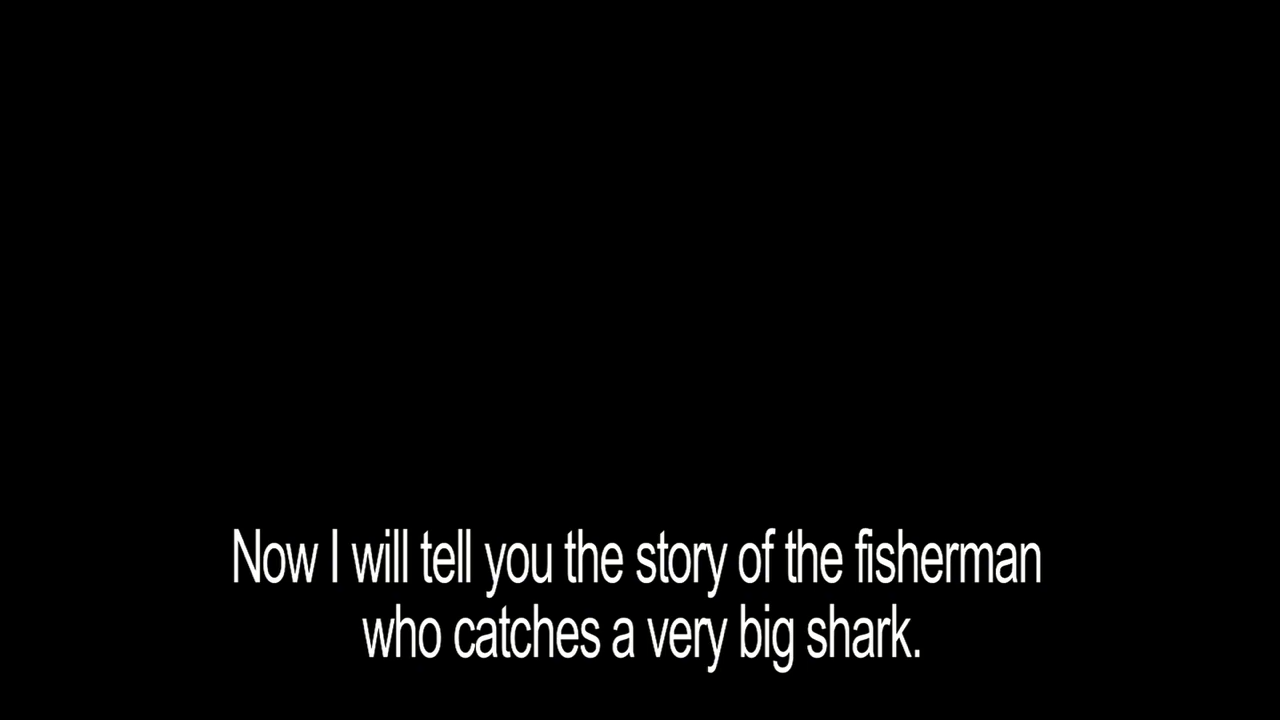 Now I will tell you the story of the fisherman
who catches a very big shark.